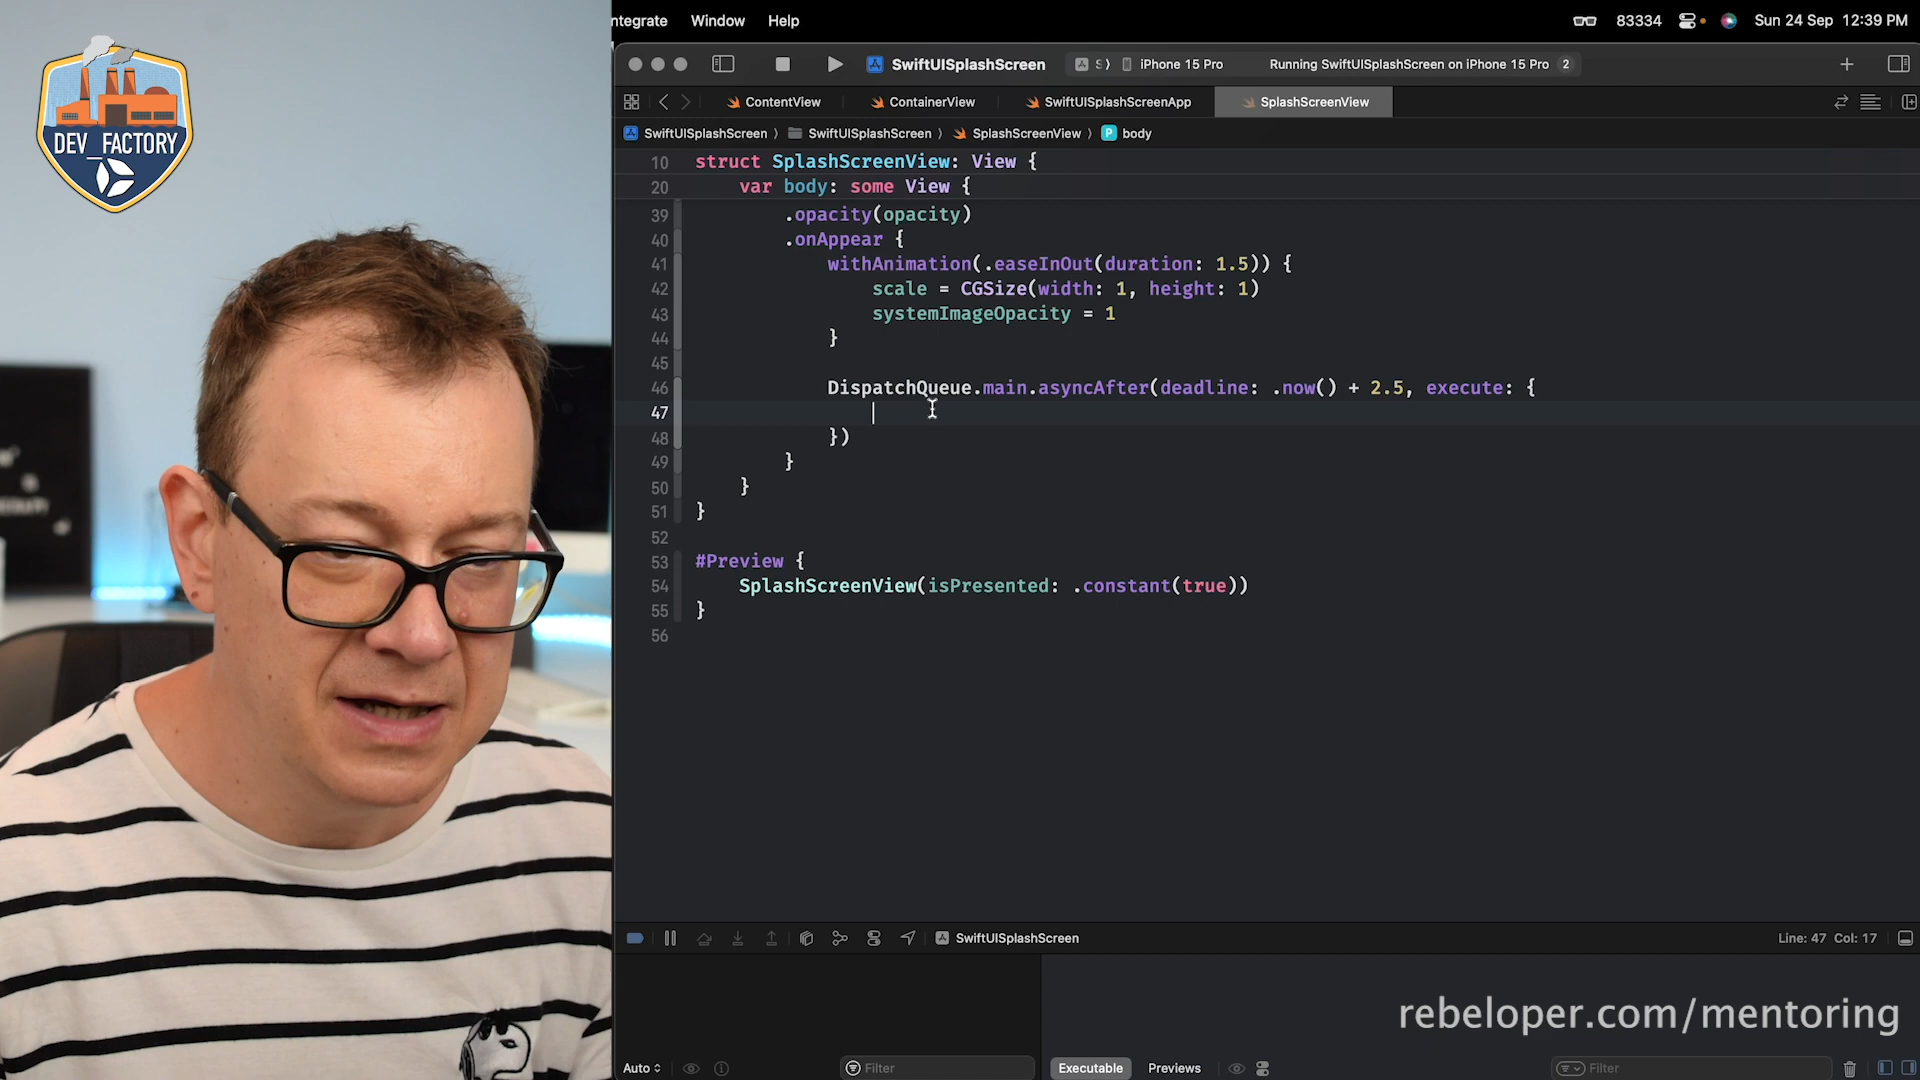 ntegrate Window Help 83334 Sun 24 Sep 12:39 PM
DEV_FACTORY
SwiftUISplashScreen S iPhone 15 Pro Running SwiftUISplashScreen on iPhone 15 Pro 2
ContentView ContainerView SwiftUISplashScreenApp SplashScreenView
SwiftUISplashScreen SwiftUISplashScreen SplashScreenView P body
10 struct SplashScreenView: View {
20 var body: some View {
39 .opacity(opacity)
40 .onAppear {
41 withAnimation(.easeInOut(duration: 1.5)) {
42 scale = CGSize(width: 1, height: 1)
43 systemImageOpacity = 1
44 }
45
46 DispatchQueue.main.asyncAfter(deadline: .now() + 2.5, execute: {
47
48 })
49 }
50 }
51 }
52
53 #Preview {
54 SplashScreenView(isPresented: .constant(true))
55 }
56
SwiftUISplashScreen Line: 47 Col: 17
rebeloper.com/mentoring
Auto Filter Executable Previews Filter